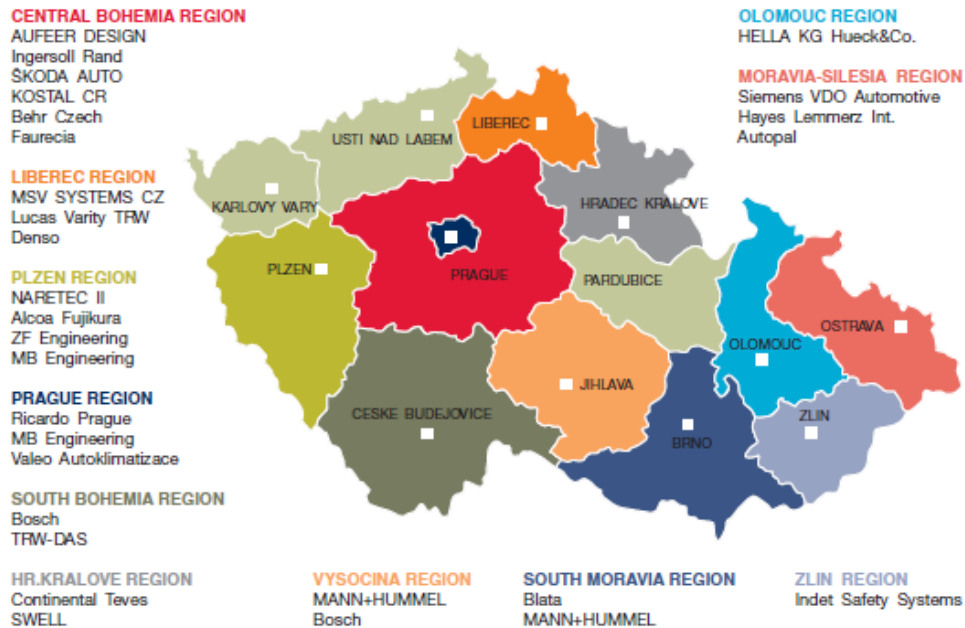 CENTRAL BOHEMIA REGION
AUFEER DESIGN
Ingersoll Rand
ŠKODA AUTO
KOSTAL CR
Behr Czech
Faurecia
LIBEREC REGION
MSV SYSTEMS CZ
Lucas Varity TRW
Denso
PLZEN REGION
NARETEC II
Alcoa Fujikura
ZF Engineering
MB Engineering
PRAGUE REGION
Ricardo Prague
MB Engineering
Valeo Autoklimatizace
SOUTH BOHEMIA REGION
Bosch
TRW-DAS
HR.KRALOVE REGION
Continental Teves
SWELL
VYSOCINA REGION
MANN+HUMMEL
Bosch
SOUTH MORAVIA REGION
Blata
MANN+HUMMEL
ZLIN REGION
Indet Safety Systems
OLOMOUC REGION
HELLA KG Hueck&Co.
MORAVIA-SILESIA REGION
Siemens VDO Automotive
Hayes Lemmerz Int.
Autopal
USTI NAD LABEM
LIBEREC
KARLOVY VARY
HRADEC KRALOVE
PLZEN
PRAGUE
PARDUBICE
OSTRAVA
OLOMOUC
JIHLAVA
CESKE BUDEJOVICE
ZLIN
BRNO